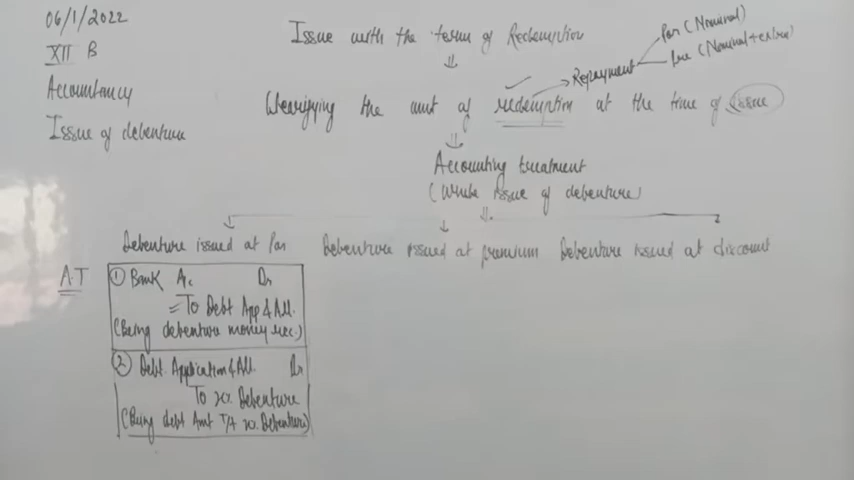 06/1/2022
XII B
Accountancy
Issue of debenture
Issue with the term of Redemption
Repayment
Par (Nominal)
Pre (Nominal + extra)
the amt of redemption at the time of issue
Accounting treatment
(While issue of debenture)
Debenture issued at Par
Debenture issued at premium
Debenture issued at discount
A.T
① Bank A/c Dr
To Debt App & All.
(Being debenture money rec.)
② Debt. Application & All. Dr
To x% Debenture
(Being debt Amt T/f x% Debenture)